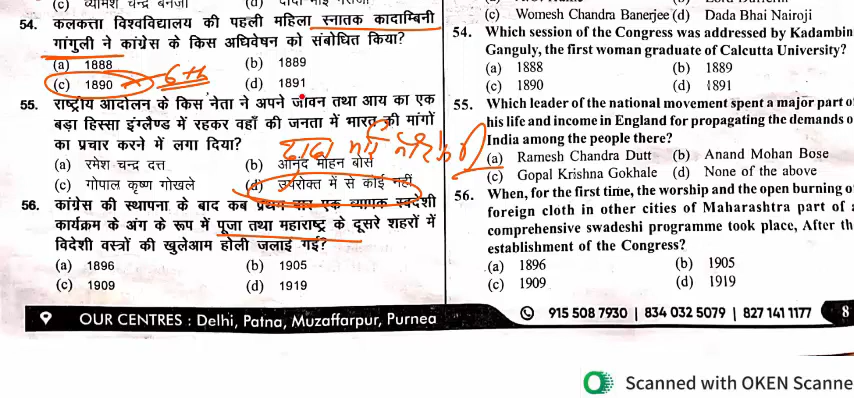 (c) व्योमेश चन्द्र बनर्जी (d) दादा भाई नौरोजी
54. कलकत्ता विश्वविद्यालय की पहली महिला स्नातक कादाम्बिनी
गांगुली ने कांग्रेस के किस अधिवेषन को संबोधित किया?
(a) 1888 (b) 1889
(c) 1890 6th (d) 1891
55. राष्ट्रीय आंदोलन के किस नेता ने अपने जीवन तथा आय का एक
बड़ा हिस्सा इंग्लैण्ड में रहकर वहाँ की जनता में भारत की मांगों
का प्रचार करने में लगा दिया?
दादा भाई नौरोजी
(a) रमेश चन्द्र दत्त (b) आनंद मोहन बोस
(c) गोपाल कृष्ण गोखले (d) उपरोक्त में से कोई नहीं
56. कांग्रेस की स्थापना के बाद कब प्रथम बार एक व्यापक स्वदेशी
कार्यक्रम के अंग के रूप में पूजा तथा महाराष्ट्र के दूसरे शहरों में
विदेशी वस्त्रों की खुलेआम होली जलाई गई?
(a) 1896 (b) 1905
(c) 1909 (d) 1919
(c) Womesh Chandra Banerjee (d) Dada Bhai Nairoji
54. Which session of the Congress was addressed by Kadambin
Ganguly, the first woman graduate of Calcutta University?
(a) 1888 (b) 1889
(c) 1890 (d) 1891
55. Which leader of the national movement spent a major part o
his life and income in England for propagating the demands o
India among the people there?
(a) Ramesh Chandra Dutt (b) Anand Mohan Bose
(c) Gopal Krishna Gokhale (d) None of the above
56. When, for the first time, the worship and the open burning o
foreign cloth in other cities of Maharashtra part of a
comprehensive swadeshi programme took place, After th
establishment of the Congress?
(a) 1896 (b) 1905
(c) 1909 (d) 1919
OUR CENTRES : Delhi, Patna, Muzaffarpur, Purnea 915 508 7930 | 834 032 5079 | 827 141 1177 8
Scanned with OKEN Scanne